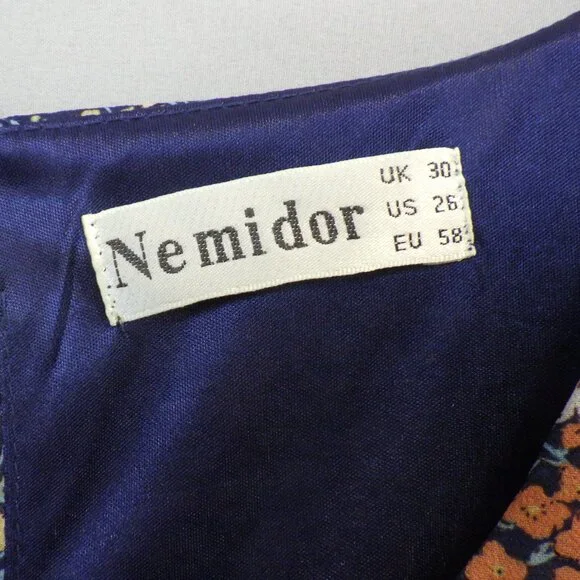 Nemidor
UK 30
US 26
EU 58